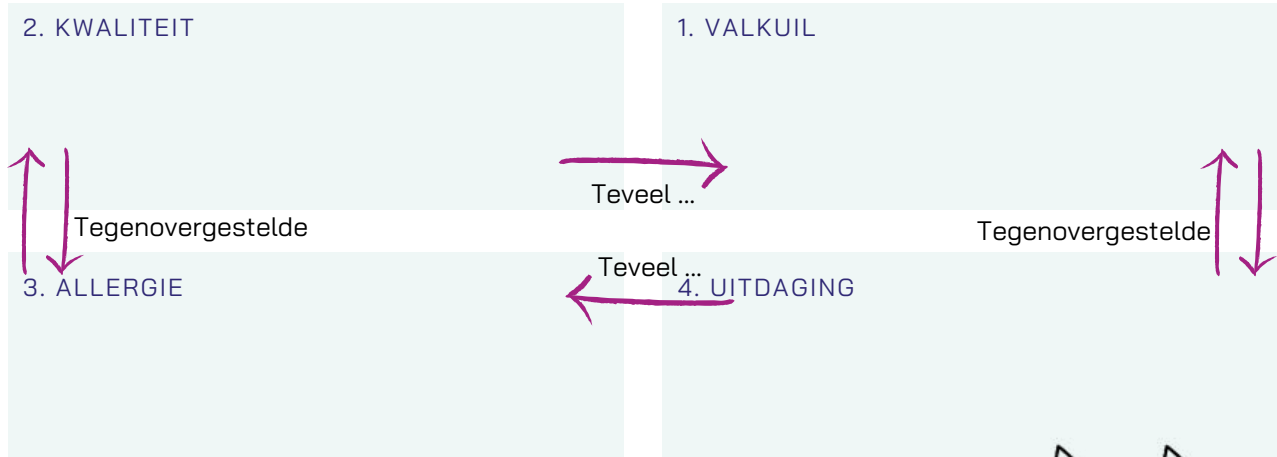 2. KWALITEIT
1. VALKUIL
Teveel ...
Tegenovergestelde
Tegenovergestelde
Teveel ...
3. ALLERGIE
4. UITDAGING